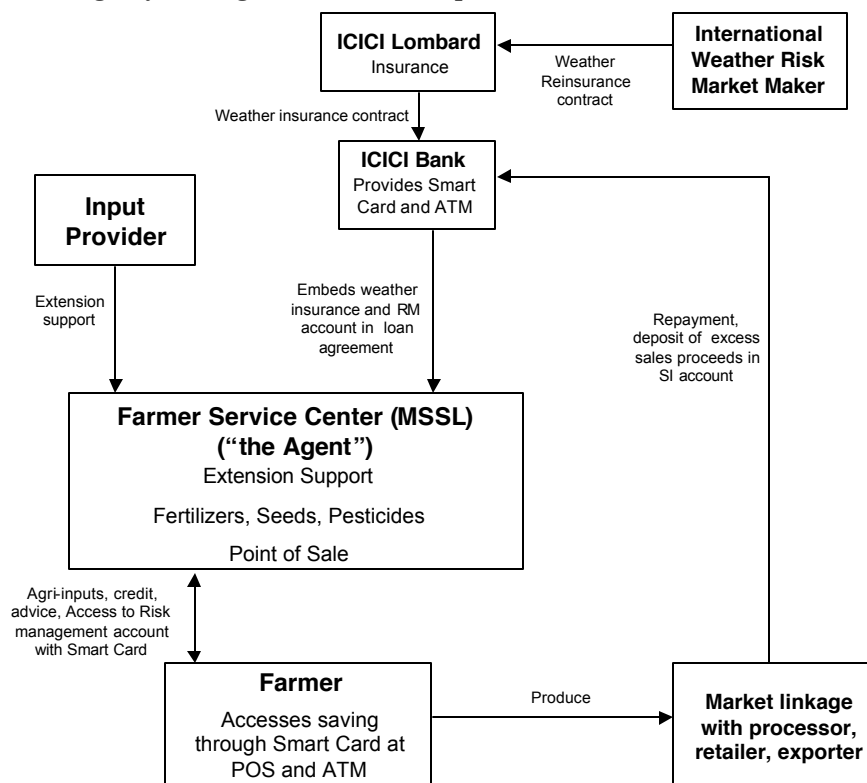 ICICI Lombard
Insurance
International
Weather Risk
Market Maker
Weather
Reinsurance
contract
Weather insurance contract
ICICI Bank
Provides Smart
Card and ATM
Input
Provider
Extension
support
Embeds weather
insurance and RM
account in loan
agreement
Repayment,
deposit of excess
sales proceeds in
SI account
Farmer Service Center (MSSL)
(“the Agent”)
Extension Support
Fertilizers, Seeds, Pesticides
Point of Sale
Agri-inputs, credit,
advice, Access to Risk
management account
with Smart Card
Farmer
Accesses saving
through Smart Card at
POS and ATM
Produce
Market linkage
with processor,
retailer, exporter